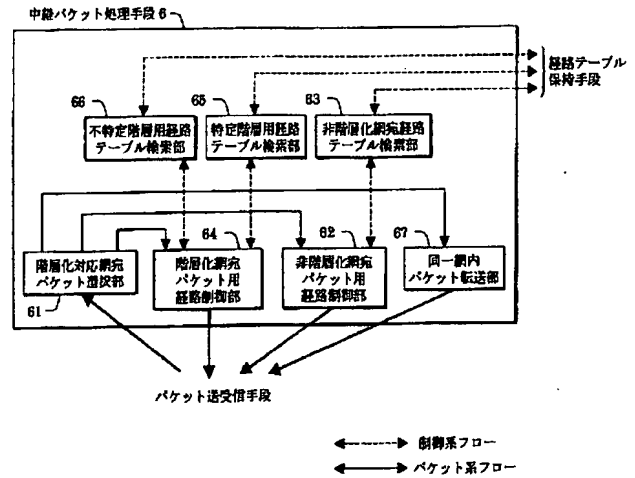 中継パケット処理手段6
経路テーブル
保持手段
66
65
63
不特定階層用経路
テーブル検索部
特定階層用経路
テーブル検索部
非階層化網宛経路
テーブル検索部
64
62
67
階層化対応網宛
パケット選択部
階層化網宛
パケット用
経路制御部
非階層化網宛
パケット用
経路制御部
同一網内
パケット転送部
61
パケット送受信手段
制御系フロー
パケット系フロー